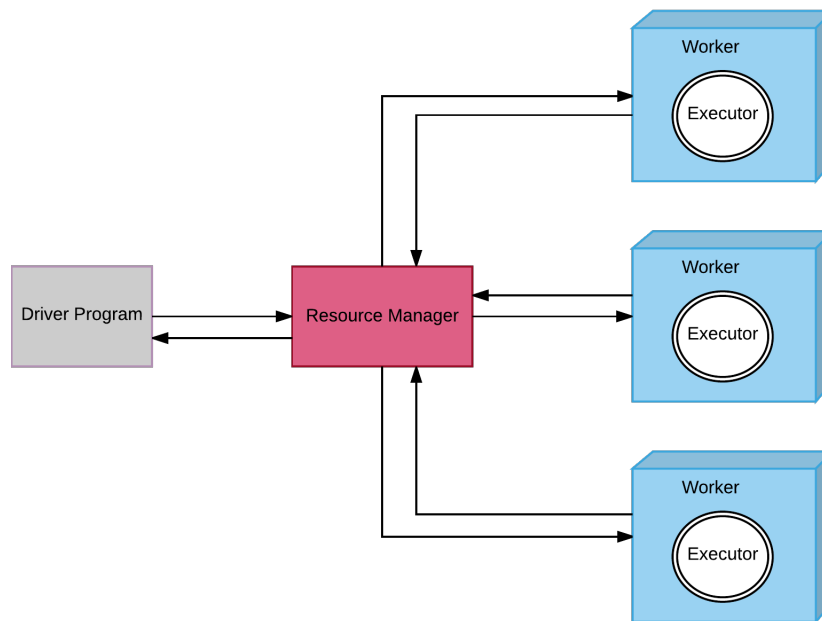 Worker
Executor
Worker
Driver Program
Resource Manager
Executor
Worker
Executor